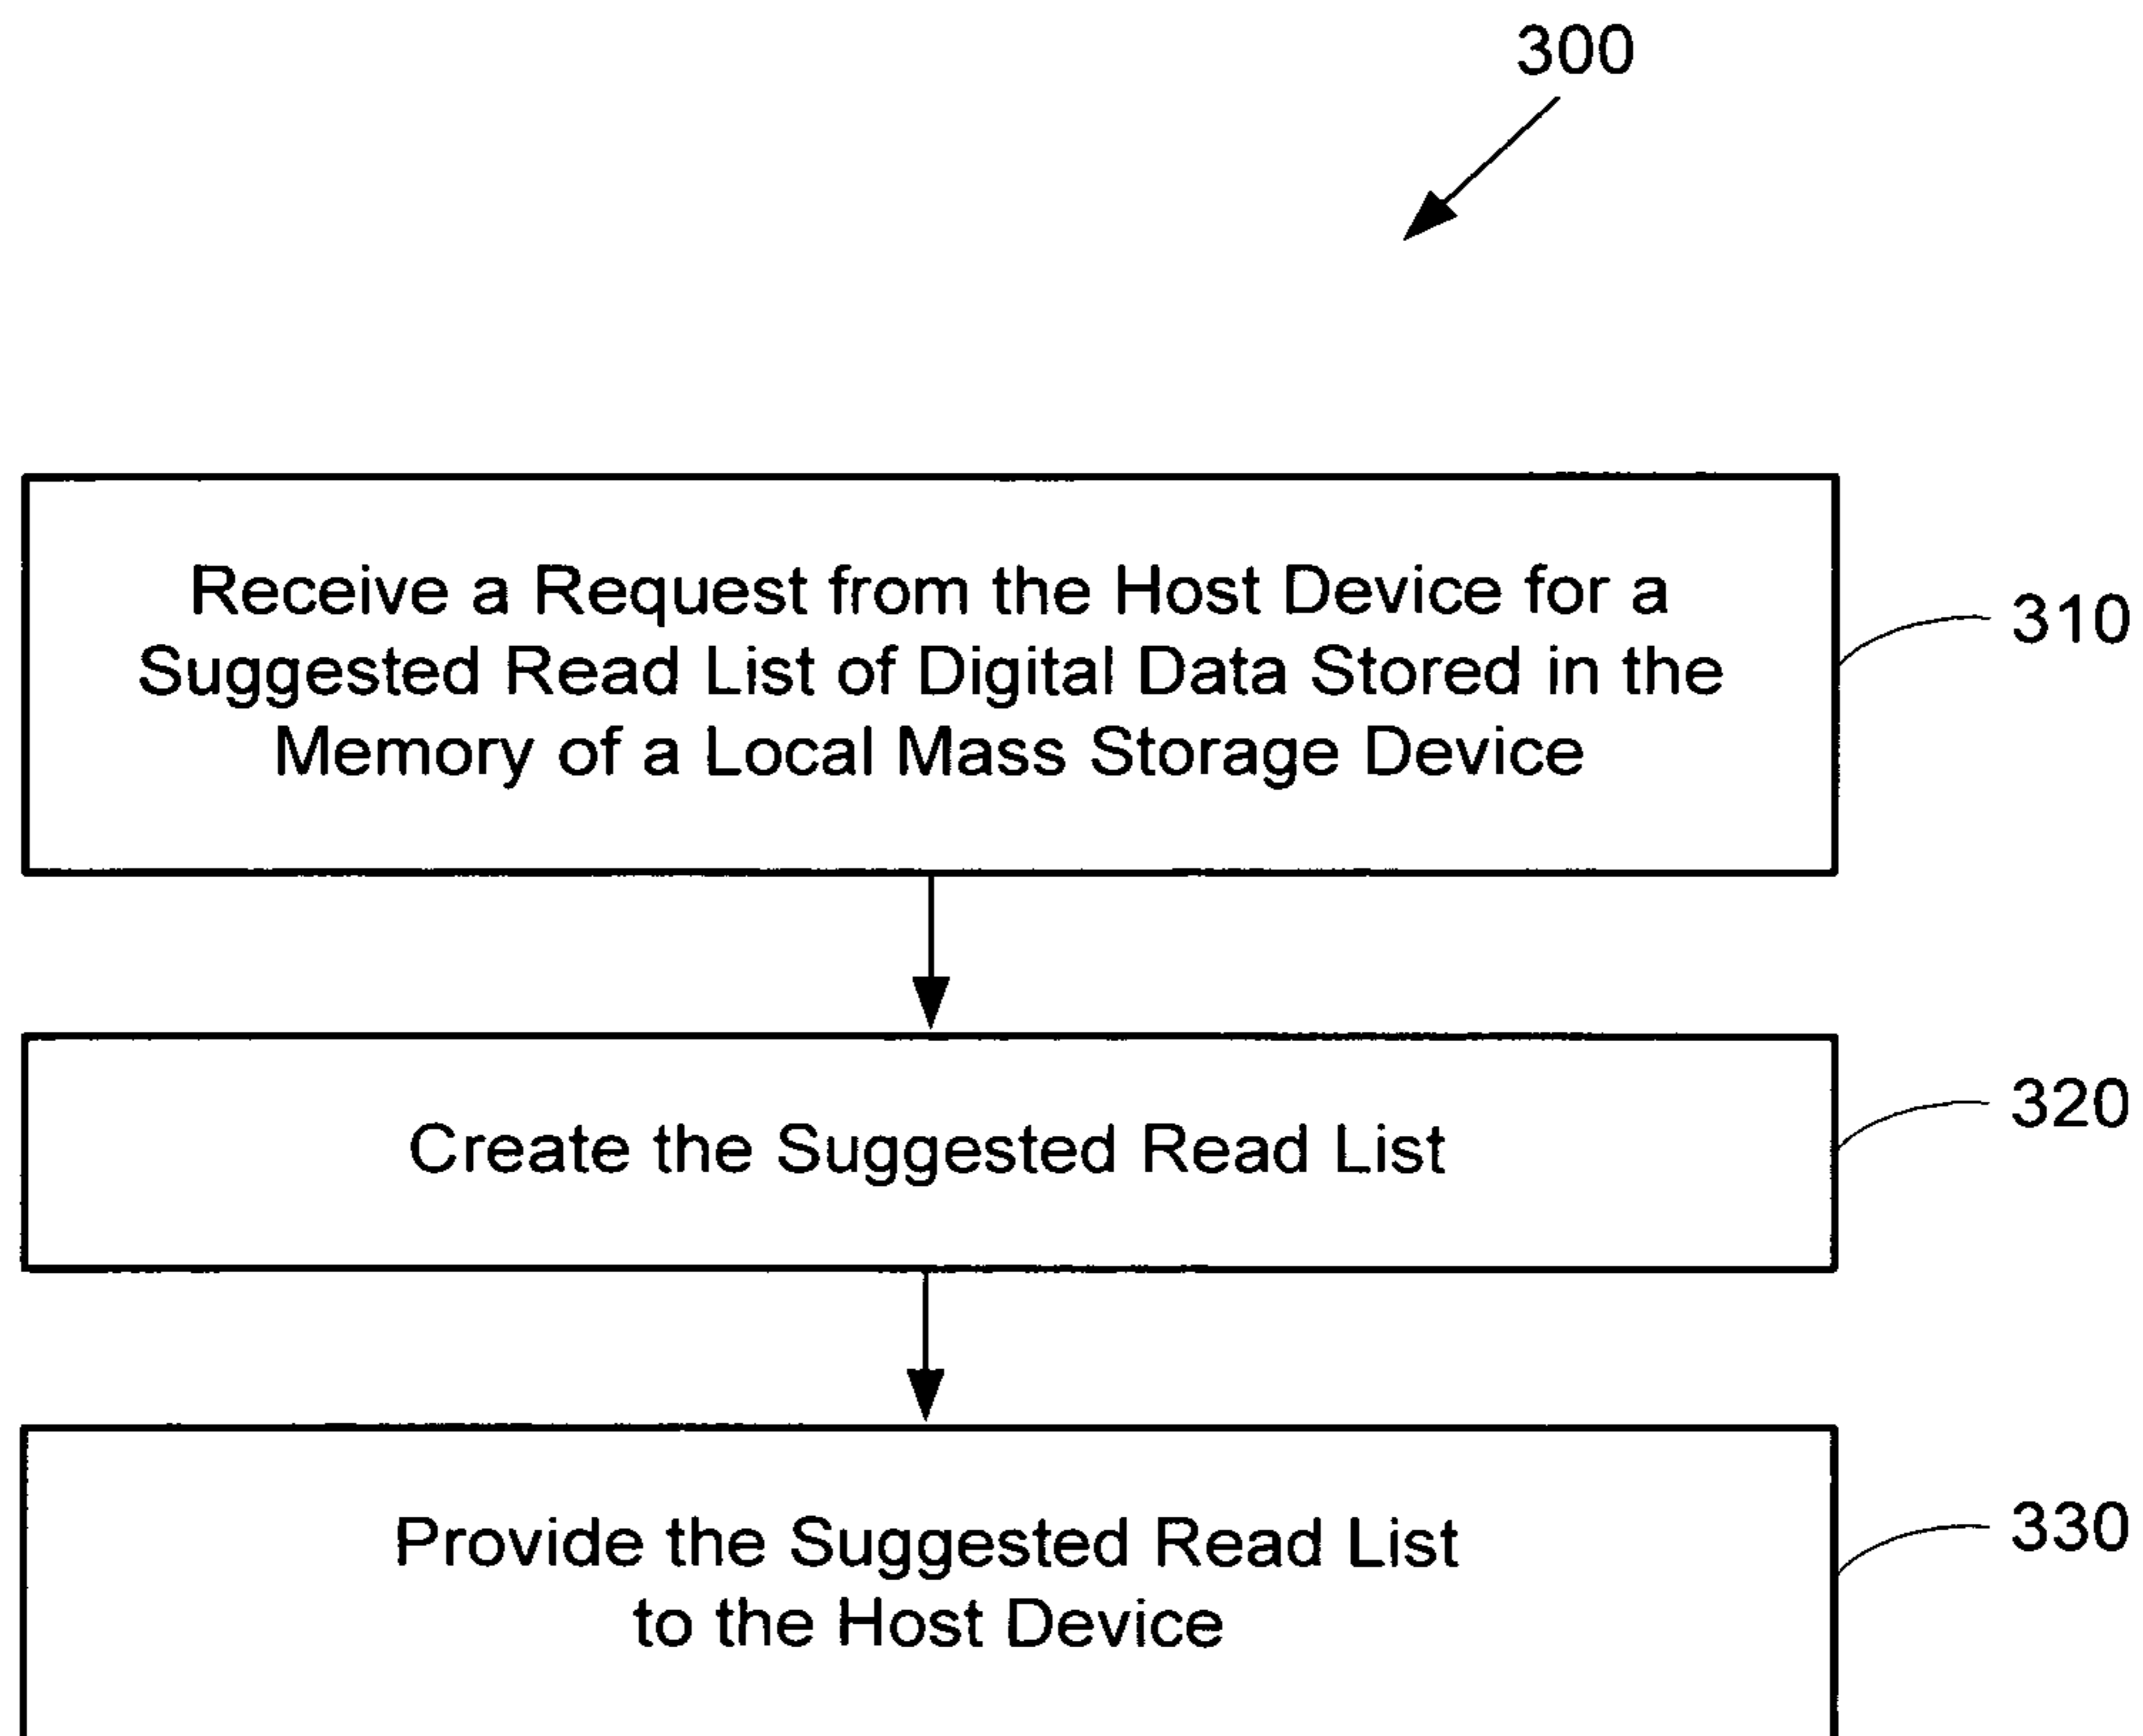 300
Receive a Request from the Host Device for a
Suggested Read List of Digital Data Stored in the
Memory of a Local Mass Storage Device
310
Create the Suggested Read List
320
Provide the Suggested Read List
to the Host Device
330